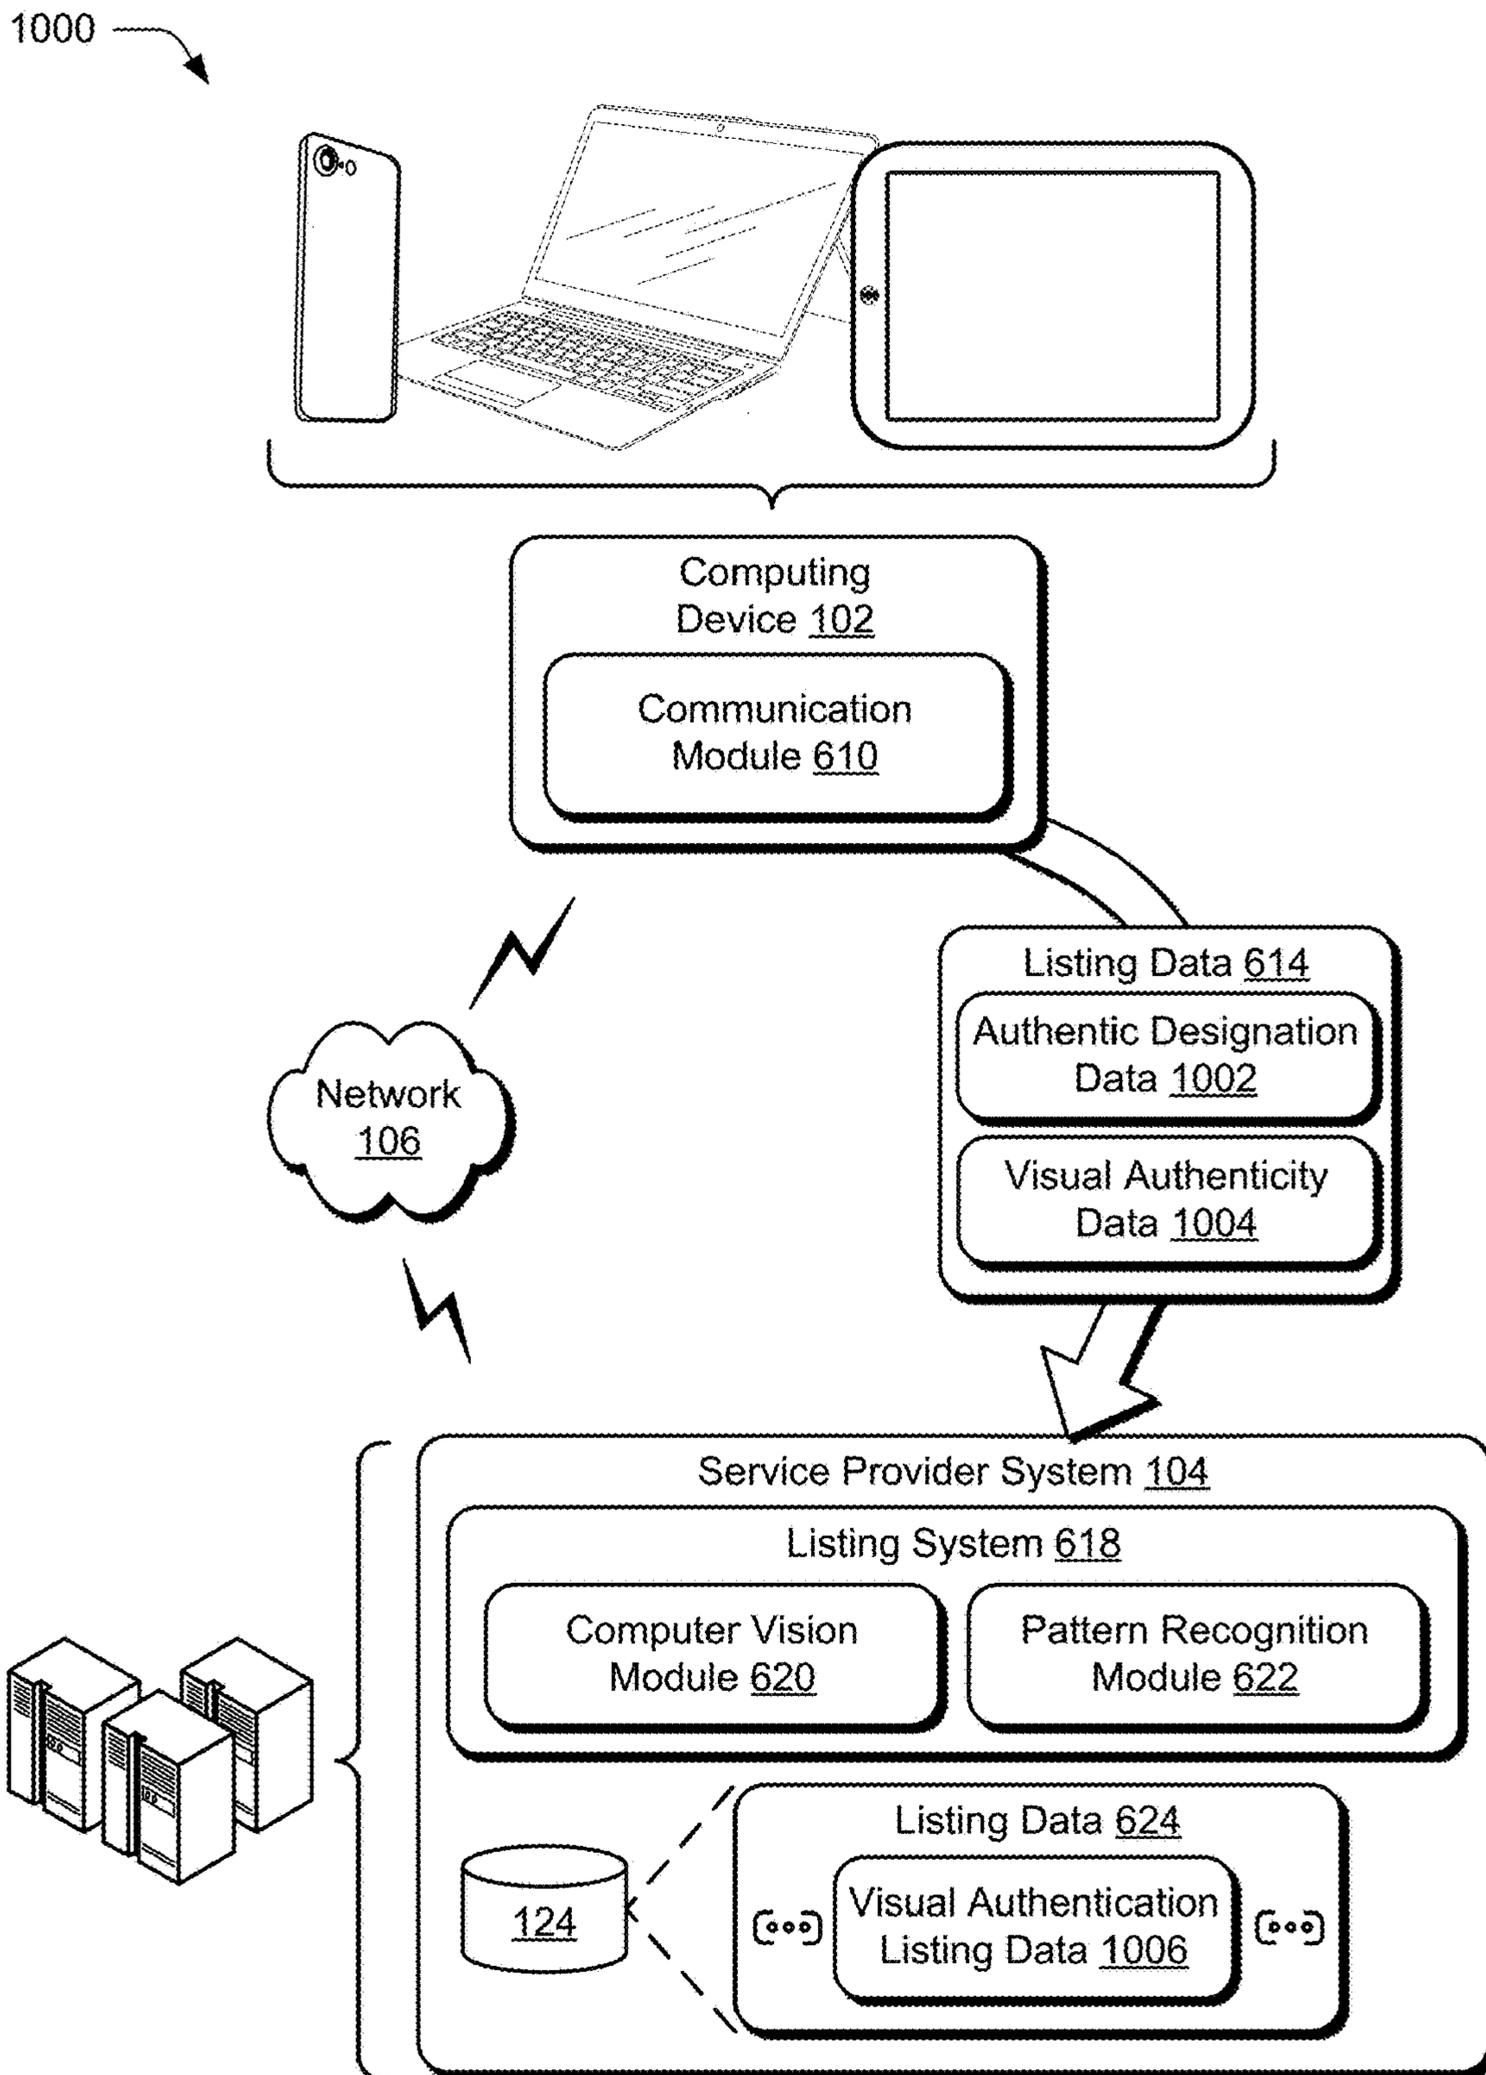 1000
Computing
Device 102
Communication
Module 610
Listing Data 614
Authentic Designation
Data 1002
Visual Authenticity
Data 1004
Network
106
Service Provider System 104
Listing System 618
Computer Vision
Module 620
Pattern Recognition
Module 622
Listing Data 624
Visual Authentication
Listing Data 1006
124